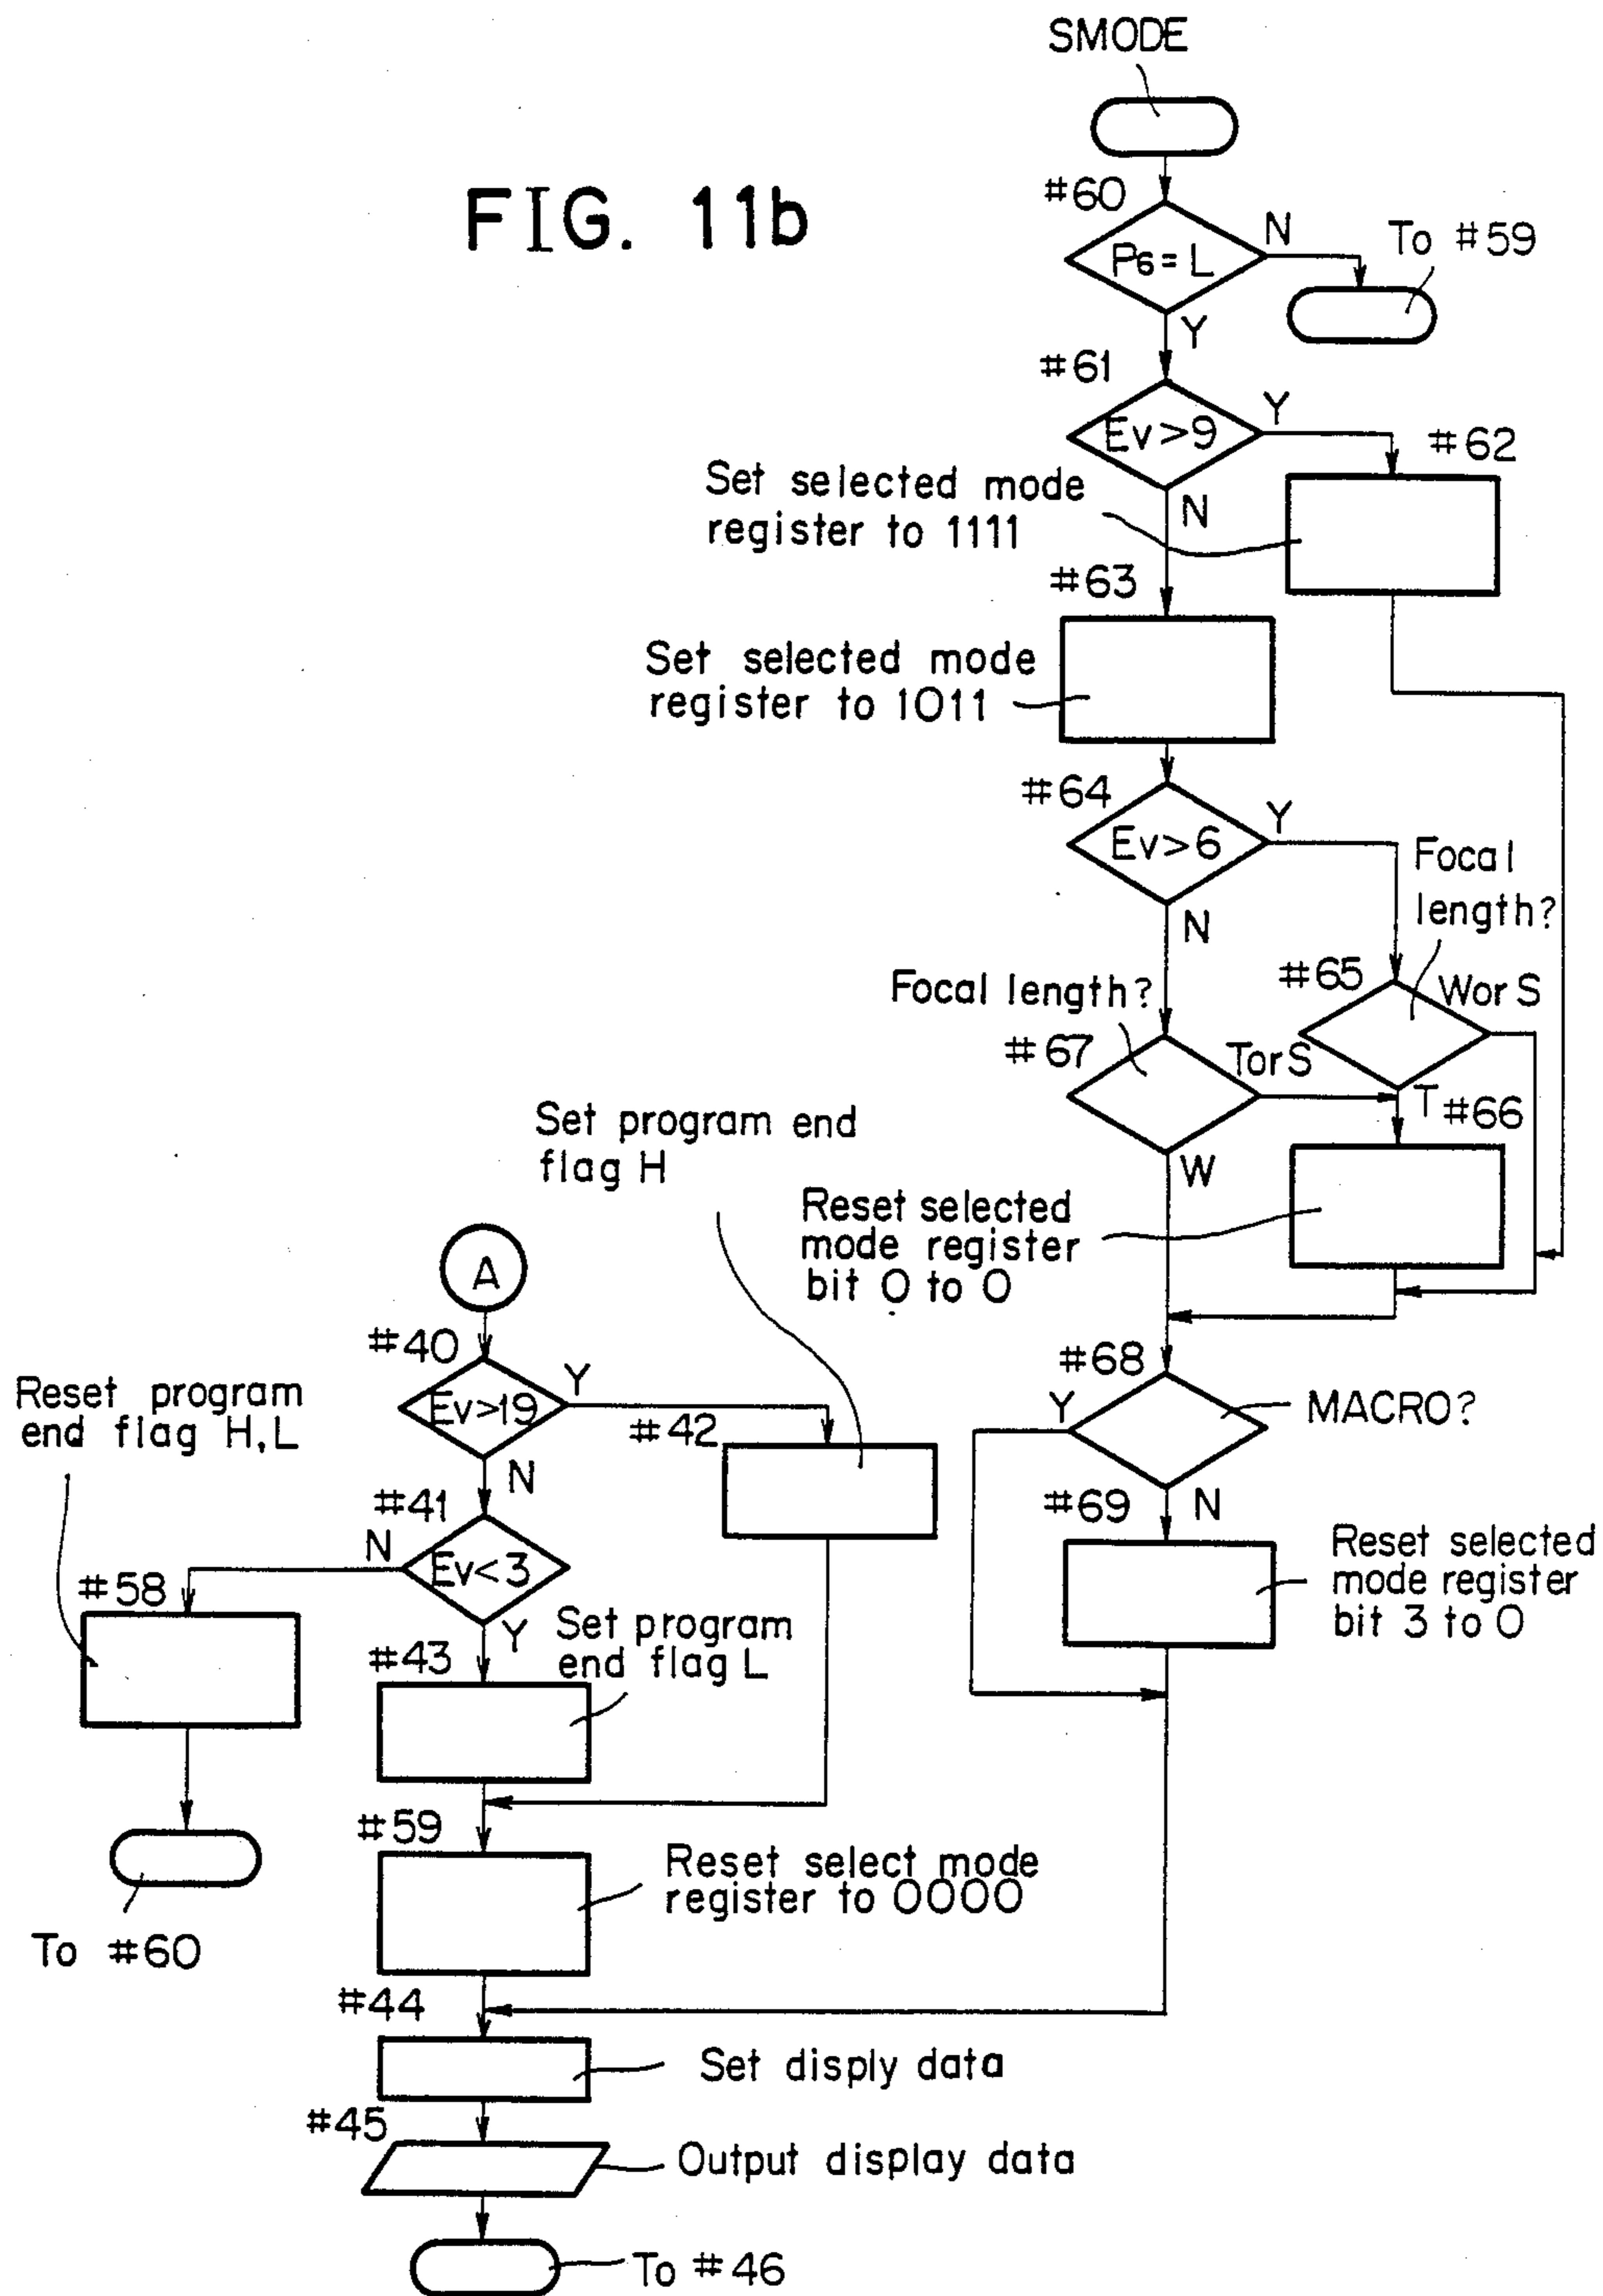 SMODE
FIG. 11b
#60
P6 = L
N
To #59
Y
#61
Ev>9
Y
#62
Set selected mode
register to 1111
N
#63
Set selected mode
register to 1011
#64
Ev>6
Y
Focal
length?
N
#65
WorS
Focal length?
#67
TorS
T
#66
W
Set program end
flag H
Reset selected
mode register
bit 0 to 0
A
#40
Ev>19
Y
#42
#68
Y
MACRO?
Reset program
end flag H,L
N
#41
N
Ev<3
#69
N
Reset selected
mode register
bit 3 to 0
#58
Y
Set program
end flag L
#43
#59
Reset select mode
register to 0000
To #60
#44
Set disply data
#45
Output display data
To #46